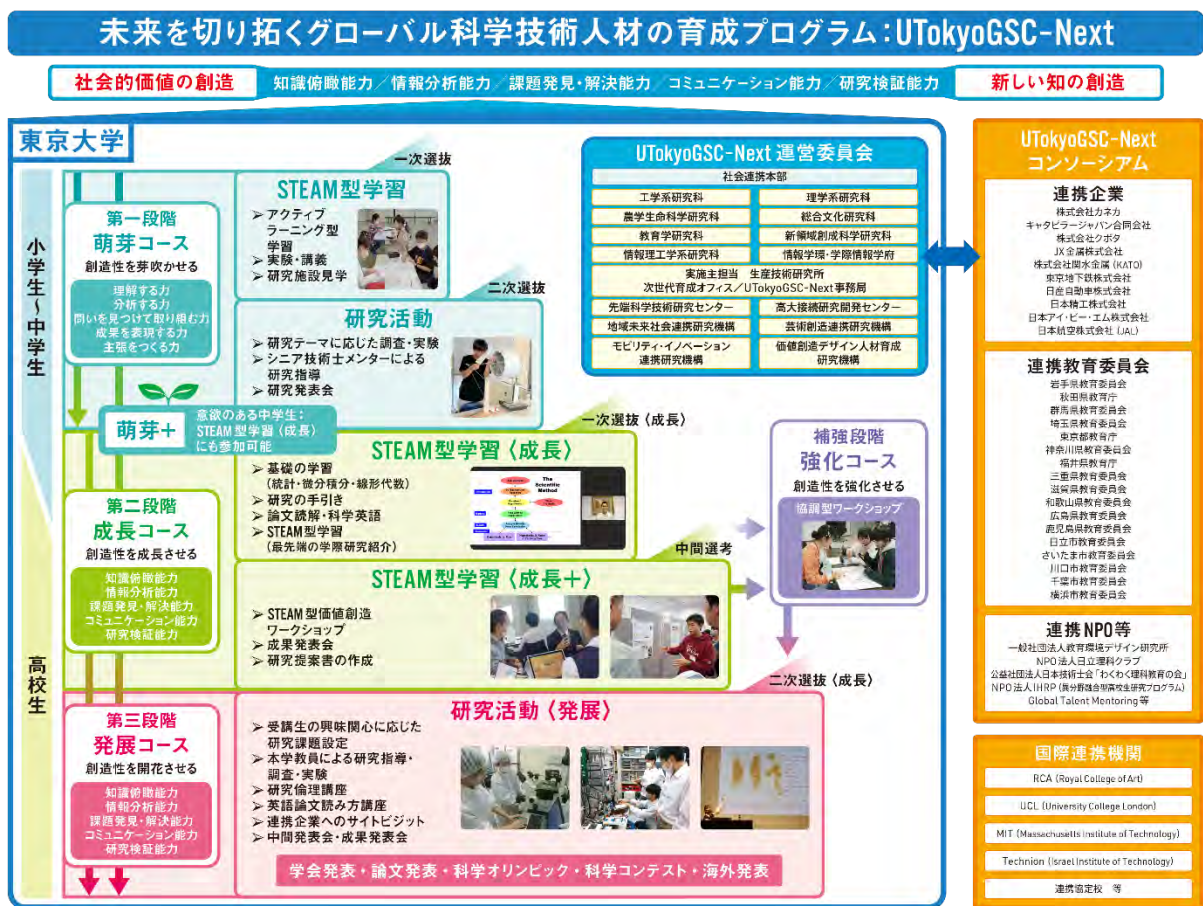 未来を切り拓くグローバル科学技術人材の育成プログラム：UTokyoGSC-Next
社会的価値の創造
知識俯瞰能力／情報分析能力／課題発見・解決能力／コミュニケーション能力／研究検証能力
新しい知の創造
東京大学
小学生～中学生
高校生
第一段階
萌芽コース
創造性を芽吹かせる
理解する力
分析する力
問いを見つけて取り組む力
成果を表現する力
主張をつくる力
一次選抜
STEAM型学習
➢ アクティブ
ラーニング型
学習
➢ 実験・講義
➢ 研究施設見学
二次選抜
研究活動
➢ 研究テーマに応じた調査・実験
➢ シニア技術士メンターによる
研究指導
➢ 研究発表会
萌芽＋
意欲のある中学生：
STEAM型学習〈成長〉
にも参加可能
第二段階
成長コース
創造性を成長させる
知識俯瞰能力
情報分析能力
課題発見・解決能力
コミュニケーション能力
研究検証能力
一次選抜〈成長〉
STEAM型学習〈成長〉
➢ 基礎の学習
（統計・微分積分・線形代数）
➢ 研究の手引き
➢ 論文読解・科学英語
➢ STEAM型学習
（最先端の学際研究紹介）
The
Scientific
Method
中間選考
STEAM型学習〈成長＋〉
➢ STEAM型価値創造
ワークショップ
➢ 成果発表会
➢ 研究提案書の作成
補強段階
強化コース
創造性を強化させる
協調型ワークショップ
二次選抜〈成長〉
第三段階
発展コース
創造性を開花させる
知識俯瞰能力
情報分析能力
課題発見・解決能力
コミュニケーション能力
研究検証能力
研究活動〈発展〉
➢ 受講生の興味関心に応じた
研究課題設定
➢ 本学教員による研究指導・
調査・実験
➢ 研究倫理講座
➢ 英語論文読み方講座
➢ 連携企業へのサイトビジット
➢ 中間発表会・成果発表会
学会発表・論文発表・科学オリンピック・科学コンテスト・海外発表
UTokyoGSC-Next 運営委員会
社会連携本部
工学系研究科
理学系研究科
農学生命科学研究科
総合文化研究科
教育学研究科
新領域創成科学研究科
情報理工学系研究科
情報学環・学際情報学府
実施主担当 生産技術研究所
次世代育成オフィス／UTokyoGSC-Next事務局
先端科学技術研究センター
高大接続研究開発センター
地域未来社会連携研究機構
芸術創造連携研究機構
モビリティ・イノベーション
連携研究機構
価値創造デザイン人材育成
研究機構
UTokyoGSC-Next
コンソーシアム
連携企業
株式会社カネカ
キャタピラージャパン合同会社
株式会社クボタ
JX金属株式会社
株式会社関水金属（KATO）
東京地下鉄株式会社
日産自動車株式会社
日本精工株式会社
日本アイ・ビー・エム株式会社
日本航空株式会社（JAL）
連携教育委員会
岩手県教育委員会
秋田県教育庁
群馬県教育委員会
埼玉県教育委員会
東京都教育庁
神奈川県教育委員会
福井県教育庁
三重県教育委員会
滋賀県教育委員会
和歌山県教育委員会
広島県教育委員会
鹿児島県教育委員会
日立市教育委員会
さいたま市教育委員会
川口市教育委員会
千葉市教育委員会
横浜市教育委員会
連携NPO等
一般社団法人教育環境デザイン研究所
NPO法人日立理科クラブ
公益社団法人日本技術士会「わくわく理科教育の会」
NPO法人IHRP（異分野融合型高校生研究プログラム）
Global Talent Mentoring 等
国際連携機関
RCA (Royal College of Art)
UCL (University College London)
MIT (Massachusetts Institute of Technology)
Technion (Israel Institute of Technology)
連携協定校 等